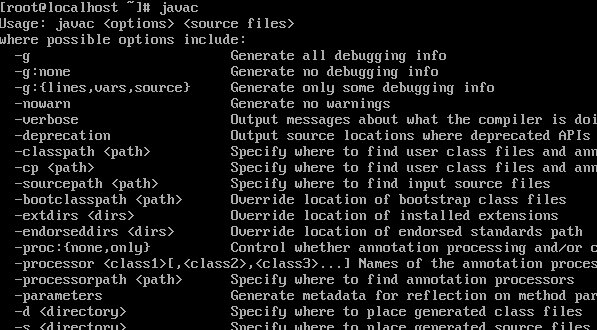 [root@localhost ~]# javac
Usage: javac <options> <source files>
where possible options include:
  -g                         Generate all debugging info
  -g:none                    Generate no debugging info
  -g:{lines,vars,source}     Generate only some debugging info
  -nowarn                    Generate no warnings
  -verbose                   Output messages about what the compiler is doi
  -deprecation               Output source locations where deprecated APIs
  -classpath <path>          Specify where to find user class files and ann
  -cp <path>                 Specify where to find user class files and ann
  -sourcepath <path>         Specify where to find input source files
  -bootclasspath <path>      Override location of bootstrap class files
  -extdirs <dirs>            Override location of installed extensions
  -endorseddirs <dirs>       Override location of endorsed standards path
  -proc:{none,only}          Control whether annotation processing and/or c
  -processor <class1>[,<class2>,<class3>...] Names of the annotation proces
  -processorpath <path>      Specify where to find annotation processors
  -parameters                Generate metadata for reflection on method par
  -d <directory>             Specify where to place generated class files
  -s <directory>             Specify where to place generated source files